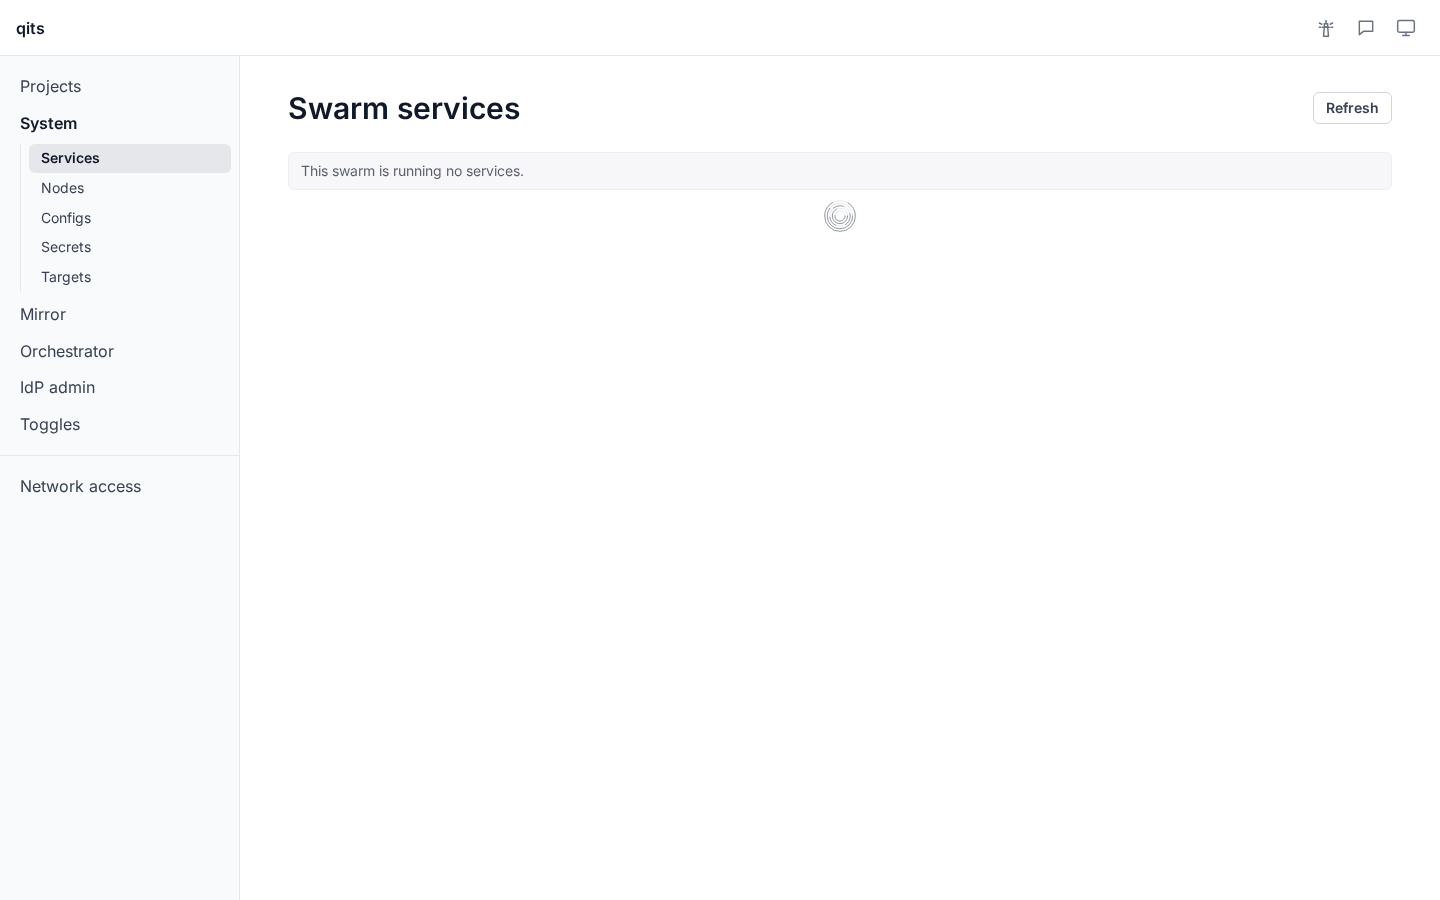 qits
Projects
System
Services
Nodes
Configs
Secrets
Targets
Mirror
Orchestrator
IdP admin
Toggles
Network access
Swarm services
Refresh
This swarm is running no services.